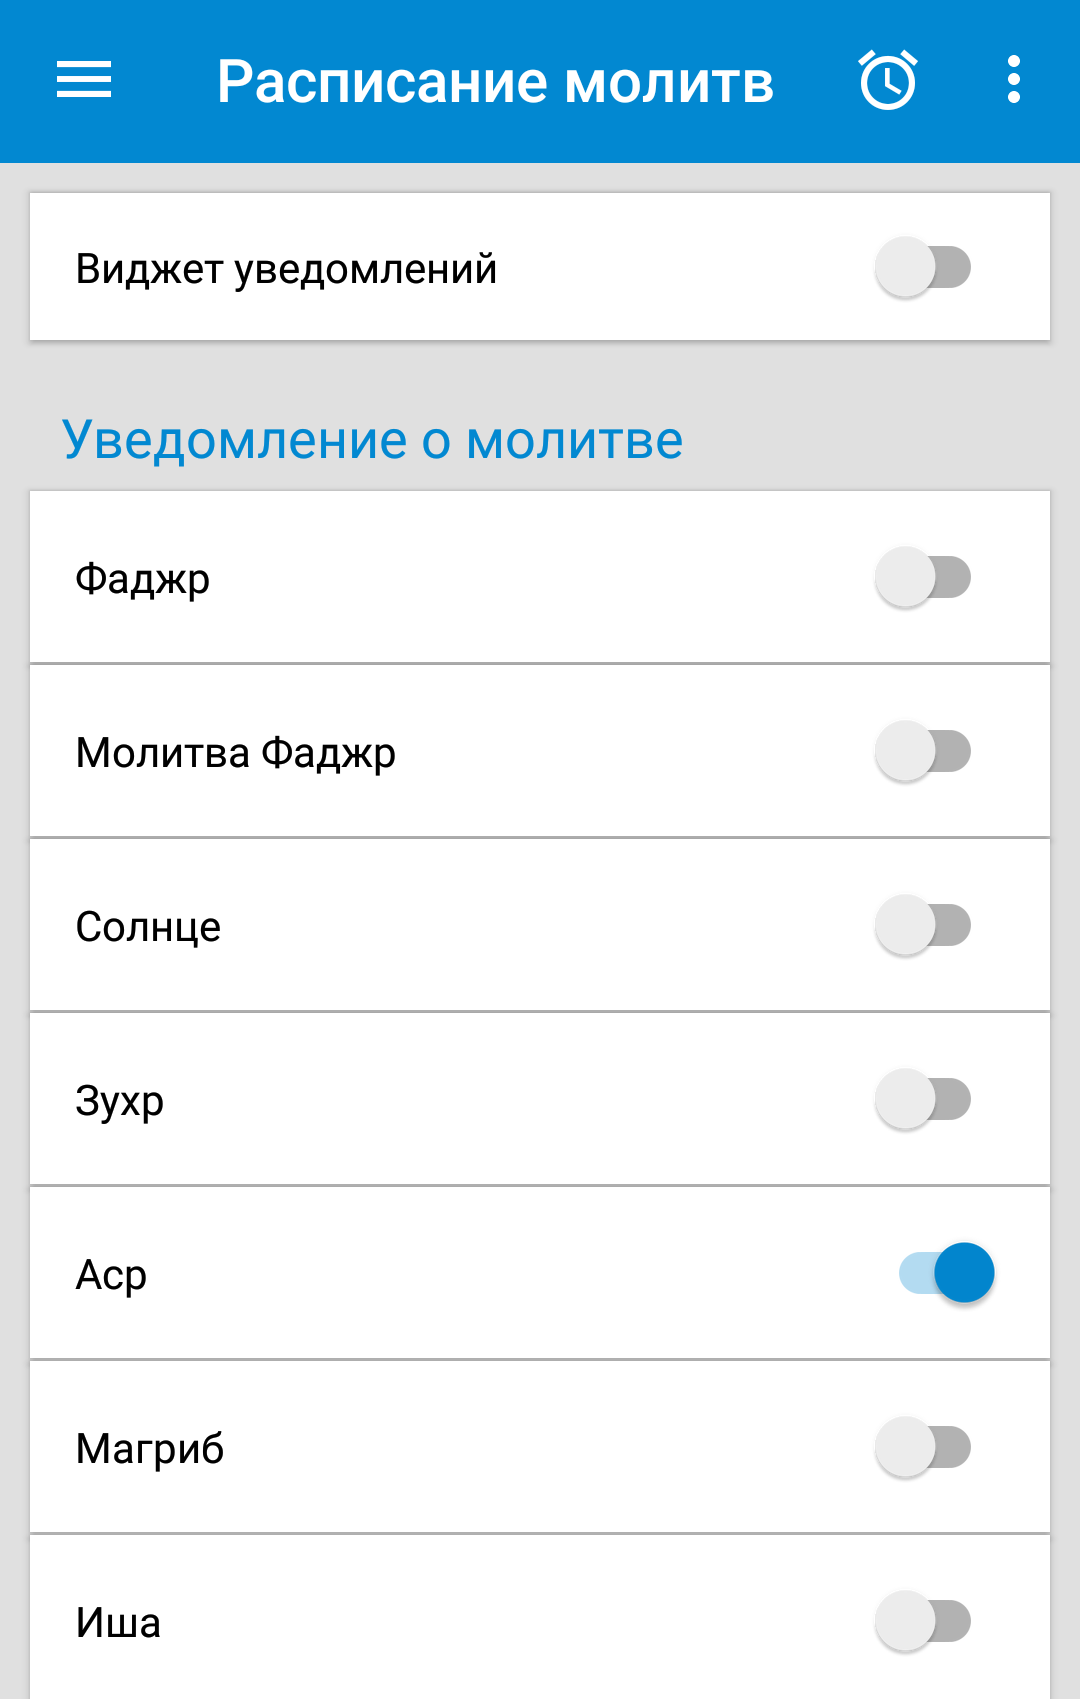 Расписание молитв
Виджет уведомлений
Уведомление о молитве
Фаджр
Молитва Фаджр
Солнце
Зухр
Аср
Магриб
Иша